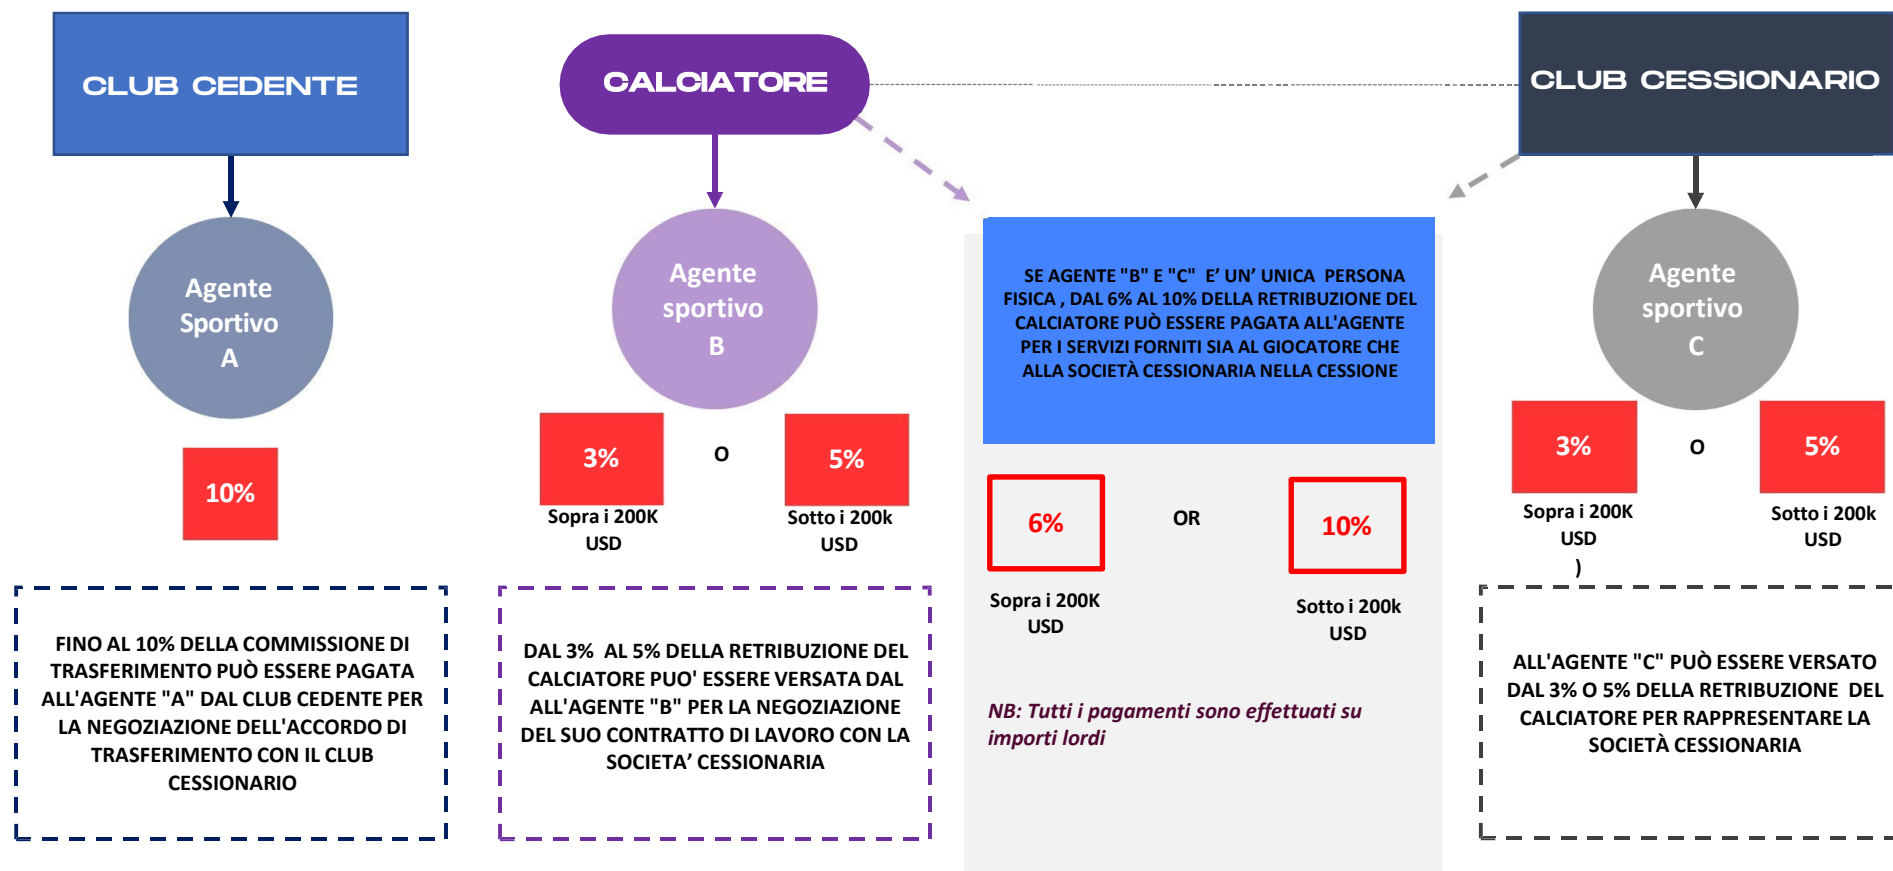 CLUB CEDENTE
CALCIATORE
CLUB CESSIONARIO
Agente
Sportivo
A
10%
FINO AL 10% DELLA COMMISSIONE DI
TRASFERIMENTO PUÒ ESSERE PAGATA
ALL'AGENTE "A" DAL CLUB CEDENTE PER
LA NEGOZIAZIONE DELL'ACCORDO DI
TRASFERIMENTO CON IL CLUB
CESSIONARIO
Agente
sportivo
B
3%
O
5%
Sopra i 200K
USD
Sotto i 200k
USD
DAL 3% AL 5% DELLA RETRIBUZIONE DEL
CALCIATORE PUO' ESSERE VERSATA DAL
ALL'AGENTE "B" PER LA NEGOZIAZIONE
DEL SUO CONTRATTO DI LAVORO CON LA
SOCIETA’ CESSIONARIA
SE AGENTE "B" E "C" E’ UN’ UNICA PERSONA
FISICA , DAL 6% AL 10% DELLA RETRIBUZIONE DEL
CALCIATORE PUÒ ESSERE PAGATA ALL'AGENTE
PER I SERVIZI FORNITI SIA AL GIOCATORE CHE
ALLA SOCIETÀ CESSIONARIA NELLA CESSIONE
6%
OR
10%
Sopra i 200K
USD
Sotto i 200k
USD
NB: Tutti i pagamenti sono effettuati su
importi lordi
Agente
sportivo
C
3%
O
5%
Sopra i 200K
USD
)
Sotto i 200k
USD
ALL'AGENTE "C" PUÒ ESSERE VERSATO
DAL 3% O 5% DELLA RETRIBUZIONE DEL
CALCIATORE PER RAPPRESENTARE LA
SOCIETÀ CESSIONARIA